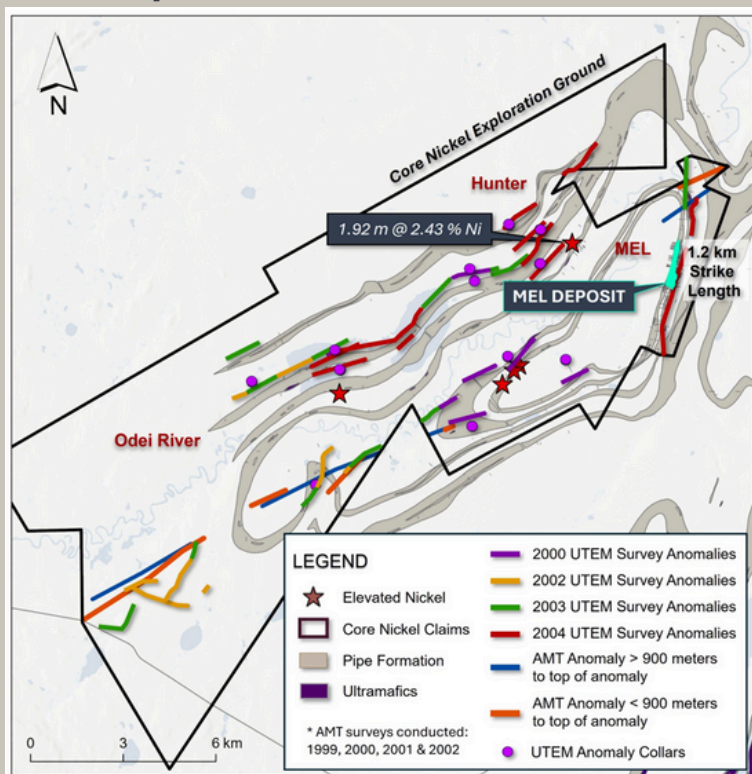 N
Core Nickel Exploration Ground
Hunter
1.92 m @ 2.43 % Ni
MEL
1.2 km
Strike
Length
MEL DEPOSIT
Odei River
LEGEND
Elevated Nickel
Core Nickel Claims
Pipe Formation
Ultramafics
* AMT surveys conducted:
1999, 2000, 2001 & 2002
2000 UTEM Survey Anomalies
2002 UTEM Survey Anomalies
2003 UTEM Survey Anomalies
2004 UTEM Survey Anomalies
AMT Anomaly > 900 meters
to top of anomaly
AMT Anomaly < 900 meters
to top of anomaly
UTEM Anomaly Collars
0 3 6 km